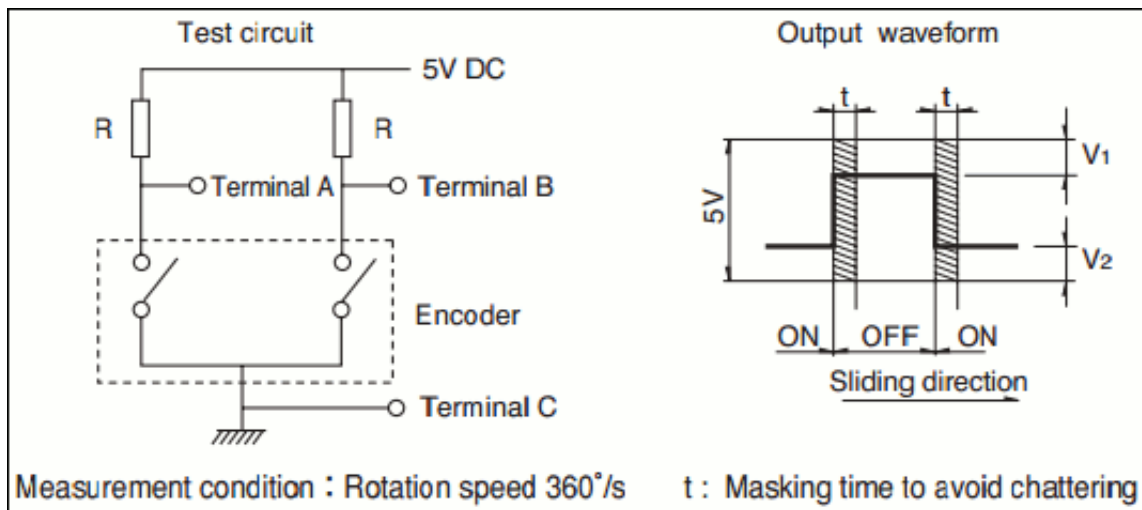 Test circuit
5V DC
R
R
Terminal A
Terminal B
Encoder
Terminal C
Output waveform
t
t
V1
5V
V2
ON
OFF
ON
Sliding direction
Measurement condition : Rotation speed 360°/s
t : Masking time to avoid chattering